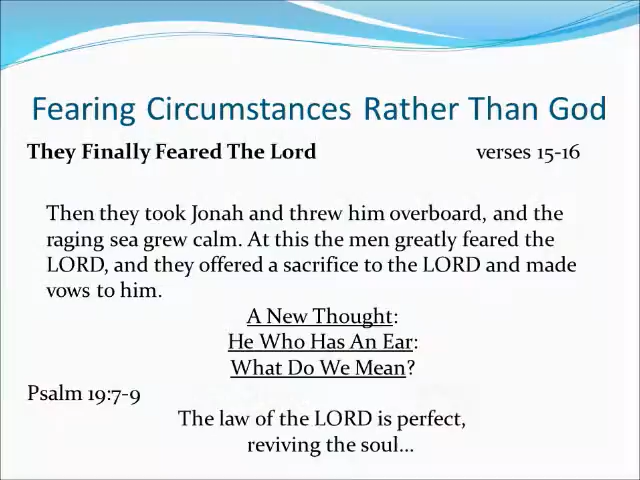 Fearing Circumstances Rather Than God
They Finally Feared The Lord verses 15-16
Then they took Jonah and threw him overboard, and the
raging sea grew calm. At this the men greatly feared the
LORD, and they offered a sacrifice to the LORD and made
vows to him.
A New Thought:
He Who Has An Ear:
What Do We Mean?
Psalm 19:7-9
The law of the LORD is perfect,
reviving the soul...